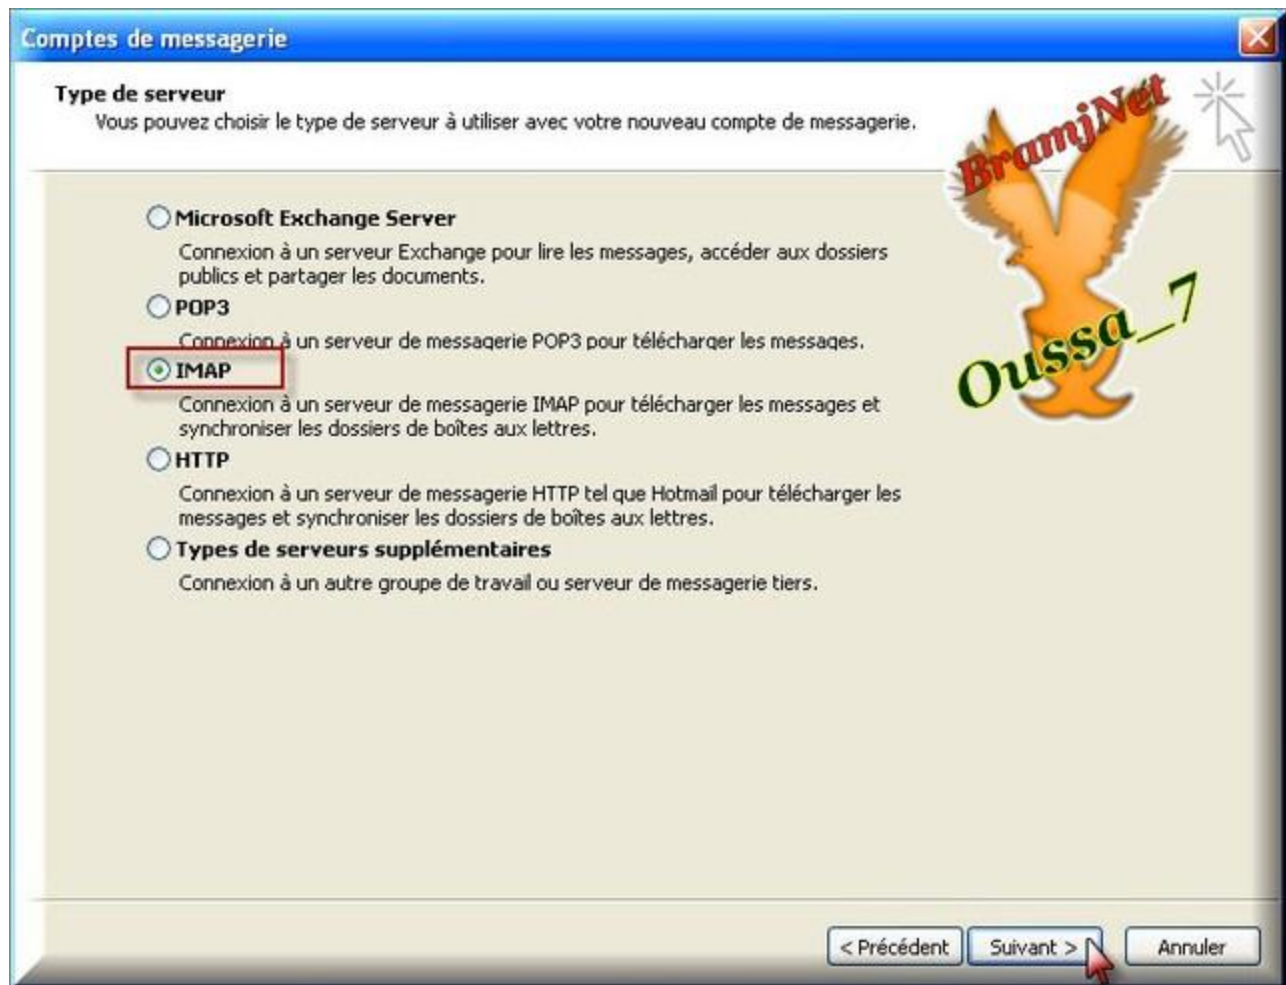 Comptes de messagerie
Type de serveur
Vous pouvez choisir le type de serveur à utiliser avec votre nouveau compte de messagerie.
BramjNet
Microsoft Exchange Server
Connexion à un serveur Exchange pour lire les messages, accéder aux dossiers
publics et partager les documents.
POP3
Connexion à un serveur de messagerie POP3 pour télécharger les messages.
Oussa_7
IMAP
Connexion à un serveur de messagerie IMAP pour télécharger les messages et
synchroniser les dossiers de boîtes aux lettres.
HTTP
Connexion à un serveur de messagerie HTTP tel que Hotmail pour télécharger les
messages et synchroniser les dossiers de boîtes aux lettres.
Types de serveurs supplémentaires
Connexion à un autre groupe de travail ou serveur de messagerie tiers.
< Précédent
Suivant >
Annuler